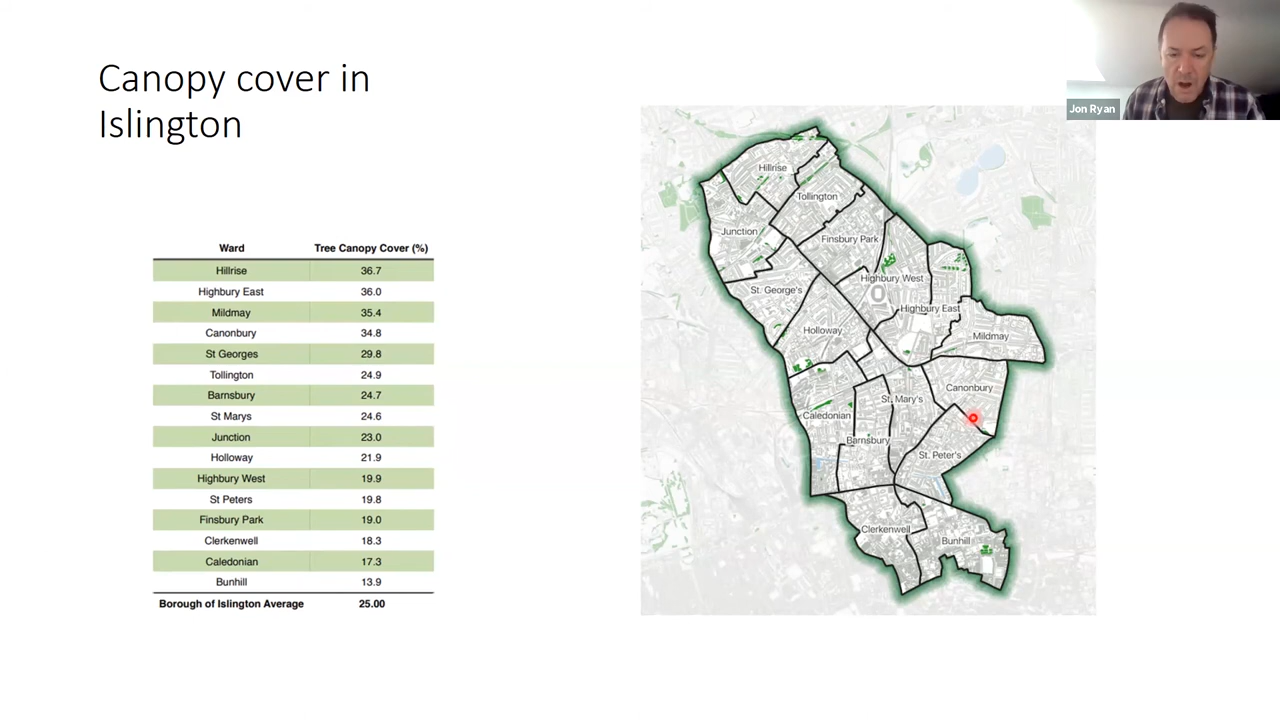 Canopy cover in
Islington
Jon Ryan
Ward Tree Canopy Cover (%)
Hillrise 36.7
Highbury East 36.0
Mildmay 35.4
Canonbury 34.8
St Georges 29.8
Tollington 24.9
Barnsbury 24.7
St Marys 24.6
Junction 23.0
Holloway 21.9
Highbury West 19.9
St Peters 19.8
Finsbury Park 19.0
Clerkenwell 18.3
Caledonian 17.3
Bunhill 13.9
Borough of Islington Average 25.00
Hillrise
Tollington
Junction
Finsbury Park
Highbury West
St. George's
Highbury East
Holloway
Mildmay
Canonbury
St. Mary's
Caledonian
Barnsbury
St. Peter's
Clerkenwell
Bunhill